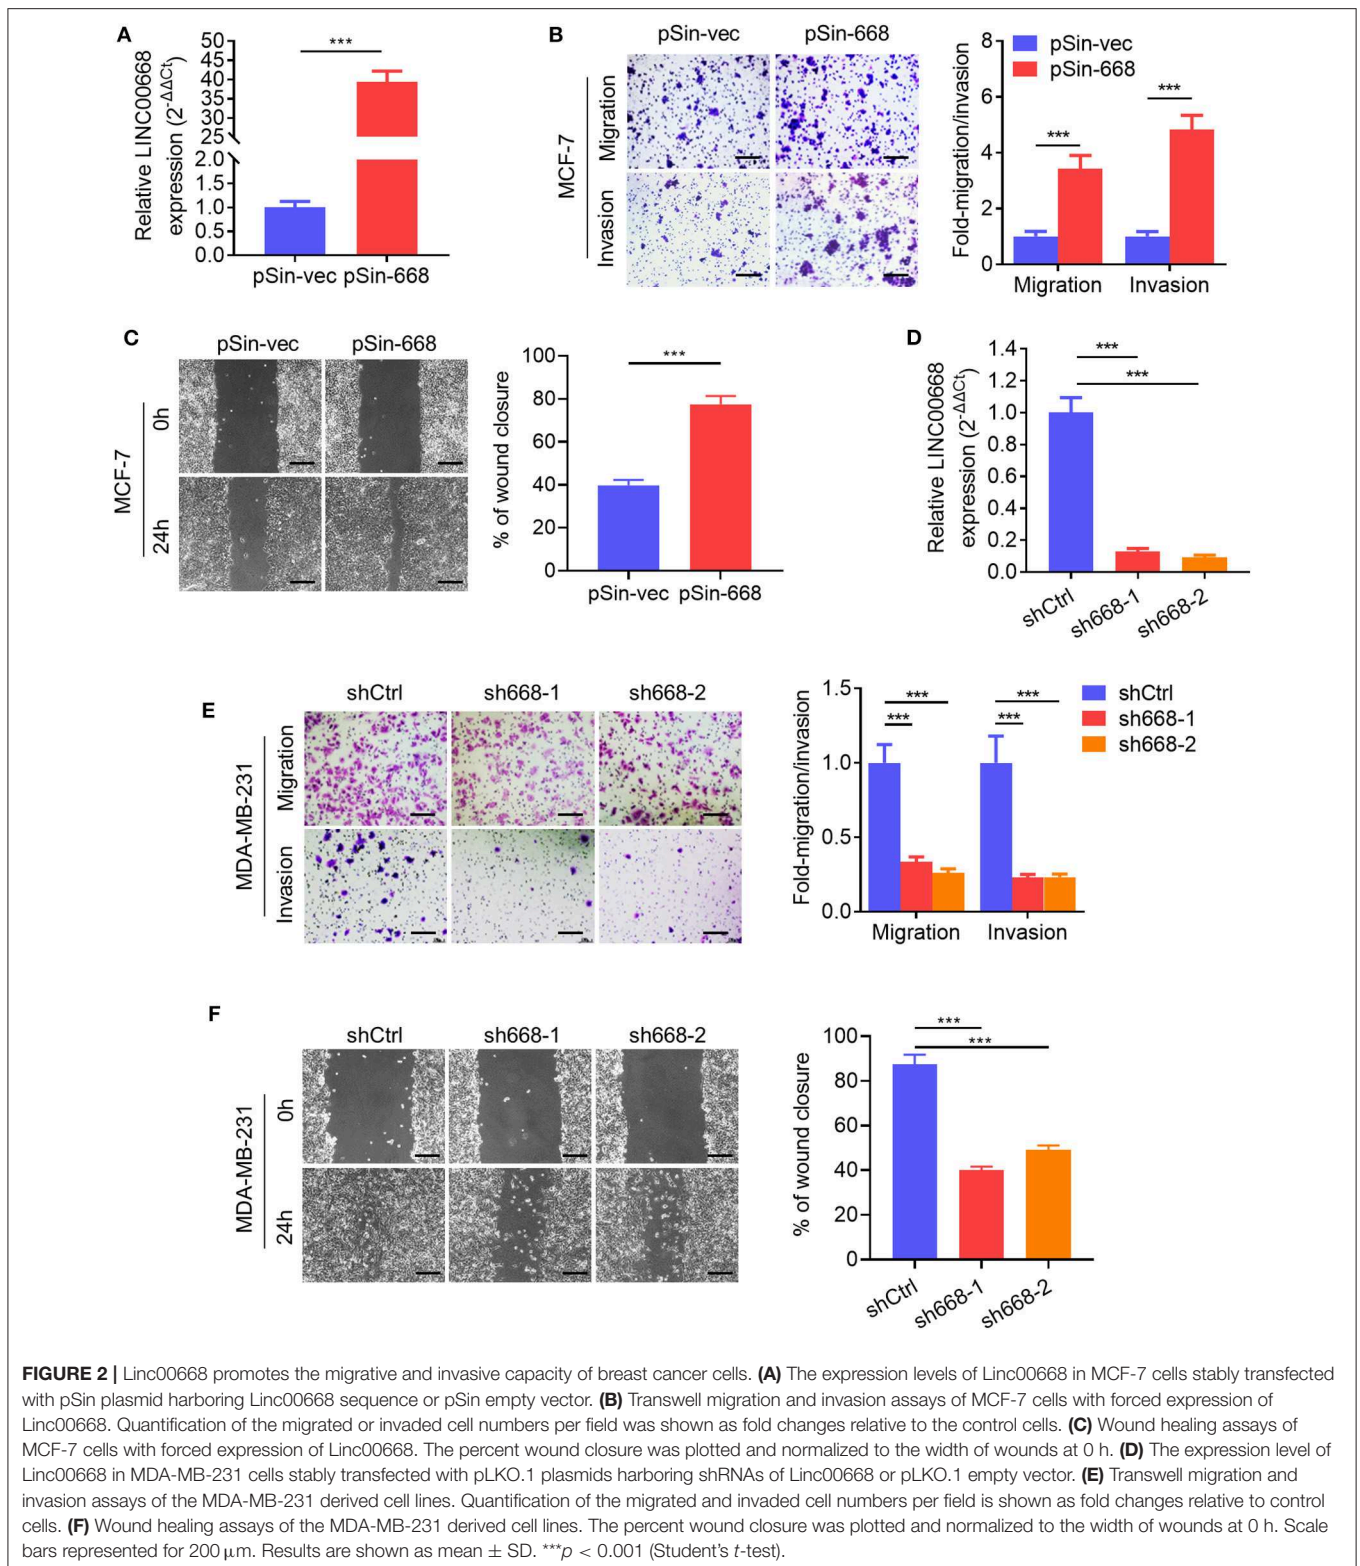 A
Relative LINC00668
expression (2^-ΔΔCt)
50
45
40
35
30
25
2.0
1.5
1.0
0.5
0.0
***
pSin-vec pSin-668
B
pSin-vec pSin-668
MCF-7
Migration
Invasion
Fold-migration/invasion
8
6
4
2
0
***
***
pSin-vec
pSin-668
Migration Invasion
C
pSin-vec pSin-668
MCF-7
0h
24h
% of wound closure
100
80
60
40
20
0
***
pSin-vec pSin-668
D
Relative LINC00668
expression (2^-ΔΔCt)
1.4
1.2
1.0
0.8
0.6
0.4
0.2
0.0
***
***
shCtrl sh668-1 sh668-2
E
shCtrl sh668-1 sh668-2
MDA-MB-231
Migration
Invasion
Fold-migration/invasion
1.5
1.0
0.5
0.0
***
***
***
***
shCtrl
sh668-1
sh668-2
Migration Invasion
F
shCtrl sh668-1 sh668-2
MDA-MB-231
0h
24h
% of wound closure
100
80
60
40
20
0
***
***
shCtrl sh668-1 sh668-2
FIGURE 2 | Linc00668 promotes the migrative and invasive capacity of breast cancer cells. (A) The expression levels of Linc00668 in MCF-7 cells stably transfected
with pSin plasmid harboring Linc00668 sequence or pSin empty vector. (B) Transwell migration and invasion assays of MCF-7 cells with forced expression of
Linc00668. Quantification of the migrated or invaded cell numbers per field was shown as fold changes relative to the control cells. (C) Wound healing assays of
MCF-7 cells with forced expression of Linc00668. The percent wound closure was plotted and normalized to the width of wounds at 0 h. (D) The expression level of
Linc00668 in MDA-MB-231 cells stably transfected with pLKO.1 plasmids harboring shRNAs of Linc00668 or pLKO.1 empty vector. (E) Transwell migration and
invasion assays of the MDA-MB-231 derived cell lines. Quantification of the migrated and invaded cell numbers per field is shown as fold changes relative to control
cells. (F) Wound healing assays of the MDA-MB-231 derived cell lines. The percent wound closure was plotted and normalized to the width of wounds at 0 h. Scale
bars represented for 200 μm. Results are shown as mean ± SD. ***p < 0.001 (Student's t-test).